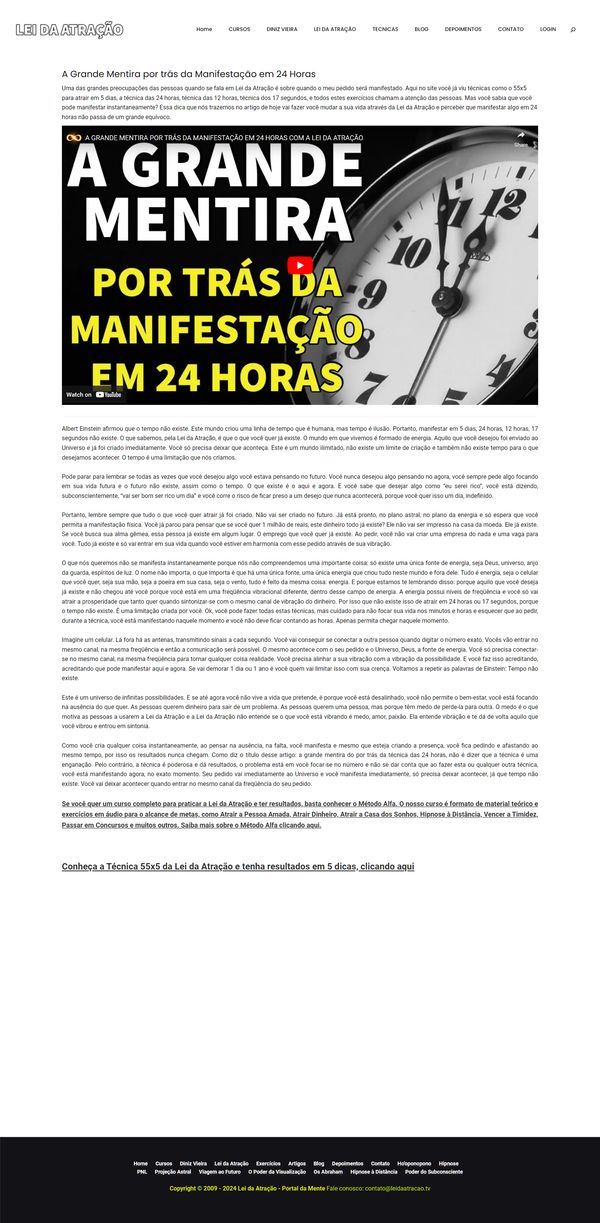 LEI DA ATRAÇÃO
Home CURSOS DINIZ VIEIRA LEI DA ATRAÇÃO TECNICAS BLOG DEPOIMENTOS CONTATO LOGIN
A Grande Mentira por trás da Manifestação em 24 Horas
Uma das grandes preocupações das pessoas quando se fala em Lei da Atração é sobre quando o meu pedido será manifestado. Aqui no site você já viu técnicas como o 55x5
para atrair em 5 dias, a técnica das 24 horas, técnica das 12 horas, técnica dos 17 segundos, e todos estes exercícios chamam a atenção das pessoas. Mas você sabia que você
pode manifestar instantaneamente? Essa dica que nós trazemos no artigo de hoje vai fazer você mudar a sua vida através da Lei da Atração e perceber que manifestar algo em 24
horas não passa de um grande equívoco.
A GRANDE MENTIRA POR TRÁS DA MANIFESTAÇÃO EM 24 HORAS COM A LEI DA ATRAÇÃO
Share
A GRANDE
MENTIRA
POR TRÁS DA
MANIFESTAÇÃO
EM 24 HORAS
11 12 1
10 2
9 3
8 4
7 6 5
Watch on YouTube
Albert Einstein afirmou que o tempo não existe. Este mundo criou uma linha de tempo que é humana, mas tempo é ilusão. Portanto, manifestar em 5 dias, 24 horas, 12 horas, 17
segundos não existe. O que sabemos, pela Lei da Atração, é que o que você quer já existe. O mundo em que vivemos é formado de energia. Aquilo que você desejou foi enviado ao
Universo e já foi criado imediatamente. Você só precisa deixar que aconteça. Este é um mundo ilimitado, não existe um limite de criação e também não existe tempo para o que
desejamos acontecer. O tempo é uma limitação que nós criamos.
Pode parar para lembrar se todas as vezes que você desejou algo você estava pensando no futuro. Você nunca desejou algo pensando no agora, você sempre pede algo focando
em sua vida futura e o futuro não existe, assim como o tempo. O que existe é o aqui e agora. E você sabe que desejar algo como "eu serei rico", você está dizendo,
subconscientemente, "vai ser bom ser rico um dia" e você corre o risco de ficar preso a um desejo que nunca acontecerá, porque você quer isso um dia, indefinido.
Portanto, lembre sempre que tudo o que você quer atrair já foi criado. Não vai ser criado no futuro. Já está pronto, no plano astral, no plano da energia e só espera que você
permita a manifestação física. Você já parou para pensar que se você quer 1 milhão de reais, este dinheiro todo já existe? Ele não vai ser impresso na casa da moeda. Ele já existe.
Se você busca sua alma gêmea, essa pessoa já existe em algum lugar. O emprego que você quer já existe. Ao pedir, você não vai criar uma empresa do nada e uma vaga para
você. Tudo já existe e só vai entrar em sua vida quando você estiver em harmonia com esse pedido através de sua vibração.
O que nós queremos não se manifesta instantaneamente porque nós não compreendemos uma importante coisa: só existe uma única fonte de energia, seja Deus, universo, anjo
da guarda, espíritos de luz. O nome não importa, o que importa é que há uma única fonte, uma única energia que criou tudo neste mundo e fora dele. Tudo é energia, seja o celular
que você quer, seja sua mão, seja a poeira em sua casa, seja o vento, tudo é feito da mesma coisa: energia. E porque estamos te lembrando disso: porque aquilo que você deseja
já existe e não chegou até você porque você está em uma freqüência vibracional diferente, dentro desse campo de energia. A energia possui níveis de freqüência e você só vai
atrair a prosperidade que tanto quer quando sintonizar-se com o mesmo canal de vibração do dinheiro. Por isso que não existe isso de atrair em 24 horas ou 17 segundos, porque
o tempo não existe. É uma limitação criada por você. Ok, você pode fazer todas estas técnicas, mas cuidado para não focar sua vida nos minutos e horas e esquecer que ao pedir,
durante a técnica, você está manifestando naquele momento e você não deve ficar contando as horas. Apenas permita chegar naquele momento.
Imagine um celular. Lá fora há as antenas, transmitindo sinais a cada segundo. Você vai conseguir se conectar a outra pessoa quando digitar o número exato. Vocês vão entrar no
mesmo canal, na mesma freqüência e então a comunicação será possível. O mesmo acontece com o seu pedido e o Universo, Deus, a fonte de energia. Você só precisa conectar-
se no mesmo canal, na mesma freqüência para tornar qualquer coisa realidade. Você precisa alinhar a sua vibração com a vibração da possibilidade. E você faz isso acreditando,
acreditando que pode manifestar aqui e agora. Se vai demorar 1 dia ou 1 ano é você quem vai limitar isso com sua crença. Voltamos a repetir as palavras de Einstein: Tempo não
existe.
Este é um universo de infinitas possibilidades. E se até agora você não vive a vida que pretende, é porque você está desalinhado, você não permite o bem-estar, você está focando
na ausência do que quer. As pessoas querem dinheiro para sair de um problema. As pessoas querem uma pessoa, mas porque têm medo de perde-la para outra. O medo é o que
motiva as pessoas a usarem a Lei da Atração e a Lei da Atração não entende se o que você está vibrando é medo, amor, paixão. Ela entende vibração e te dá de volta aquilo que
você vibrou e entrou em sintonia.
Como você cria qualquer coisa instantaneamente, ao pensar na ausência, na falta, você manifesta e mesmo que esteja criando a presença, você fica pedindo e afastando ao
mesmo tempo, por isso os resultados nunca chegam. Como diz o título desse artigo: a grande mentira do por trás da técnica das 24 horas, não é dizer que a técnica é uma
enganação. Pelo contrário, a técnica é poderosa e dá resultados, o problema está em você focar-se no número e não se dar conta que ao fazer esta ou qualquer outra técnica,
você está manifestando agora, no exato momento. Seu pedido vai imediatamente ao Universo e você manifesta imediatamente, só precisa deixar acontecer, já que tempo não
existe. Você vai deixar acontecer quando entrar no mesmo canal da freqüência do seu pedido.
Se você quer um curso completo para praticar a Lei da Atração e ter resultados, basta conhecer o Método Alfa. O nosso curso é formato de material teórico e
exercícios em áudio para o alcance de metas, como Atrair a Pessoa Amada, Atrair Dinheiro, Atrair a Casa dos Sonhos, Hipnose à Distância, Vencer a Timidez,
Passar em Concursos e muitos outros. Saiba mais sobre o Método Alfa clicando aqui.
Conheça a Técnica 55x5 da Lei da Atração e tenha resultados em 5 dicas, clicando aqui
Home Cursos Diniz Vieira Lei da Atração Exercícios Artigos Blog Depoimentos Contato Ho'oponopono Hipnose
PNL Projeção Astral Viagem ao Futuro O Poder da Visualização Os Abraham Hipnose à Distância Poder do Subconsciente
Copyright © 2009 - 2024 Lei da Atração - Portal da Mente Fale conosco: contato@leidaatracao.tv